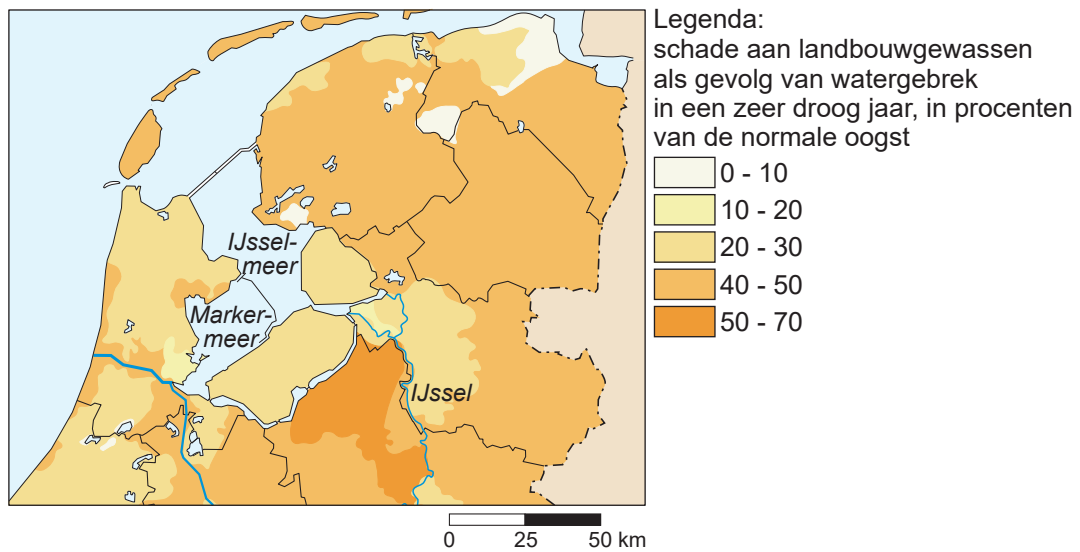 Legenda:
schade aan landbouwgewassen
als gevolg van watergebrek
in een zeer droog jaar, in procenten
van de normale oogst
0 - 10
10 - 20
20 - 30
40 - 50
50 - 70
IJssel-
meer
Marker-
meer
IJssel
0 25 50 km